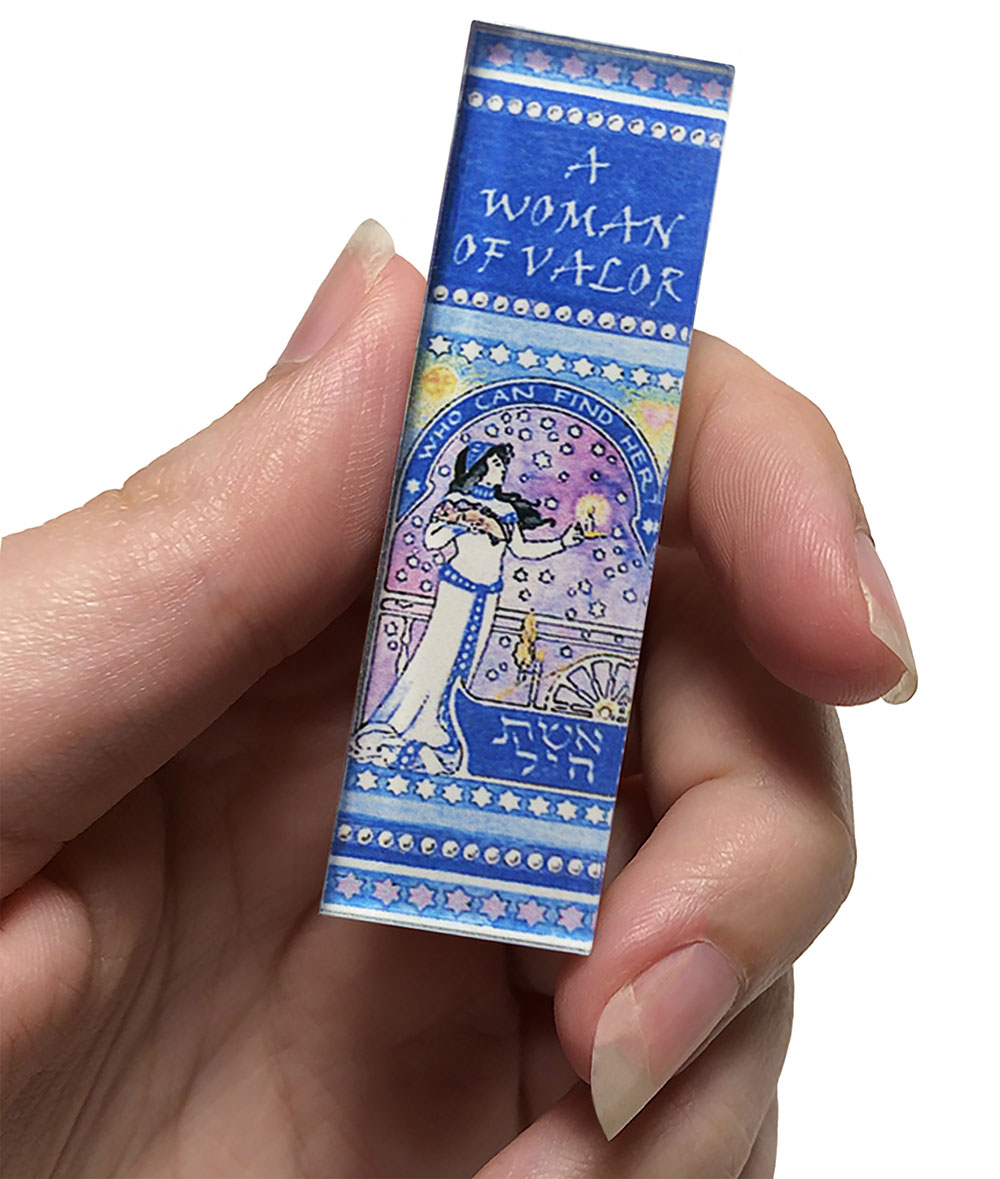 A
WOMAN
OF VALOR
WHO CAN FIND HER
אשת
חיל